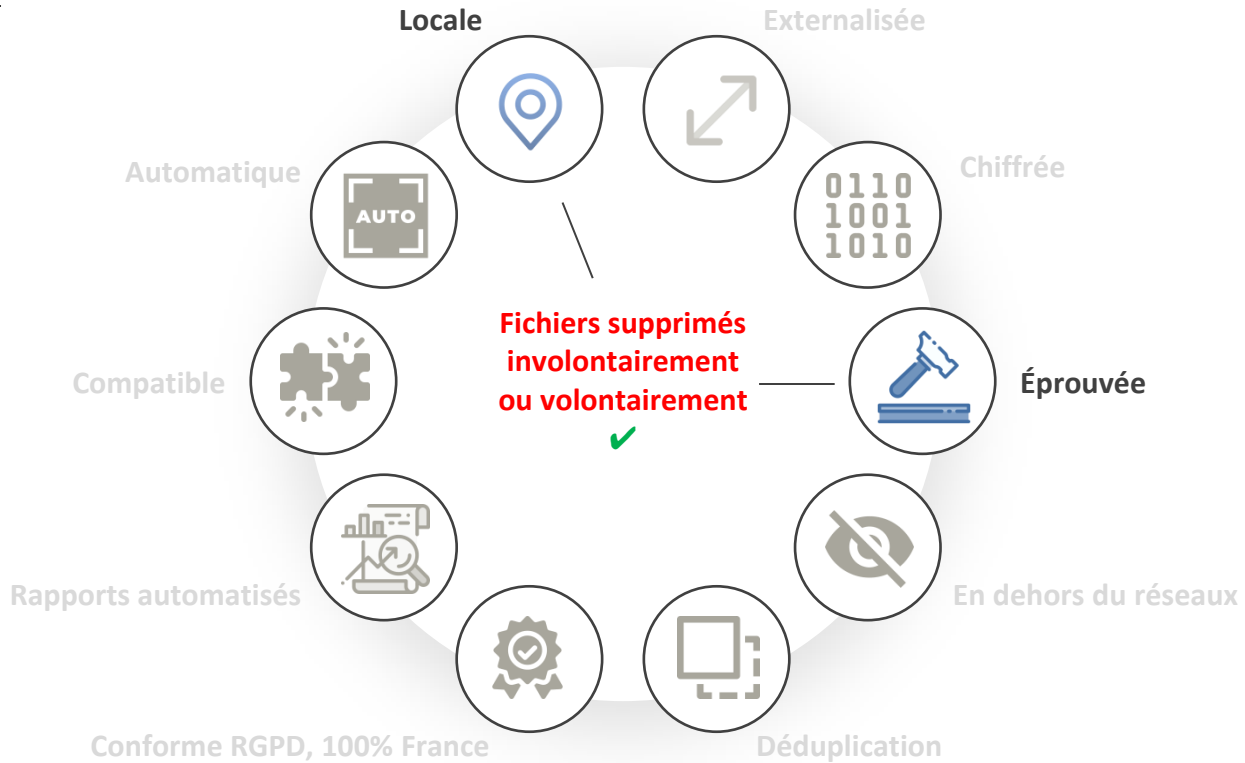 Locale
Externalisée
Automatique
AUTO
0110
1001
1010
Chiffrée
Fichiers supprimés
involontairement
ou volontairement
✔
Compatible
Éprouvée
Rapports automatisés
En dehors du réseaux
Conforme RGPD, 100% France
Déduplication